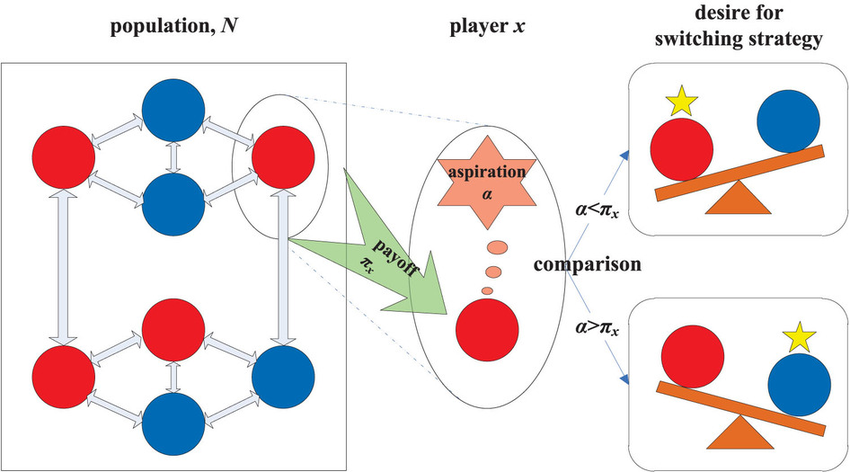 population, N
player x
desire for
switching strategy
aspiration
α
payoff
πₓ
comparison
α<πₓ
α>πₓ